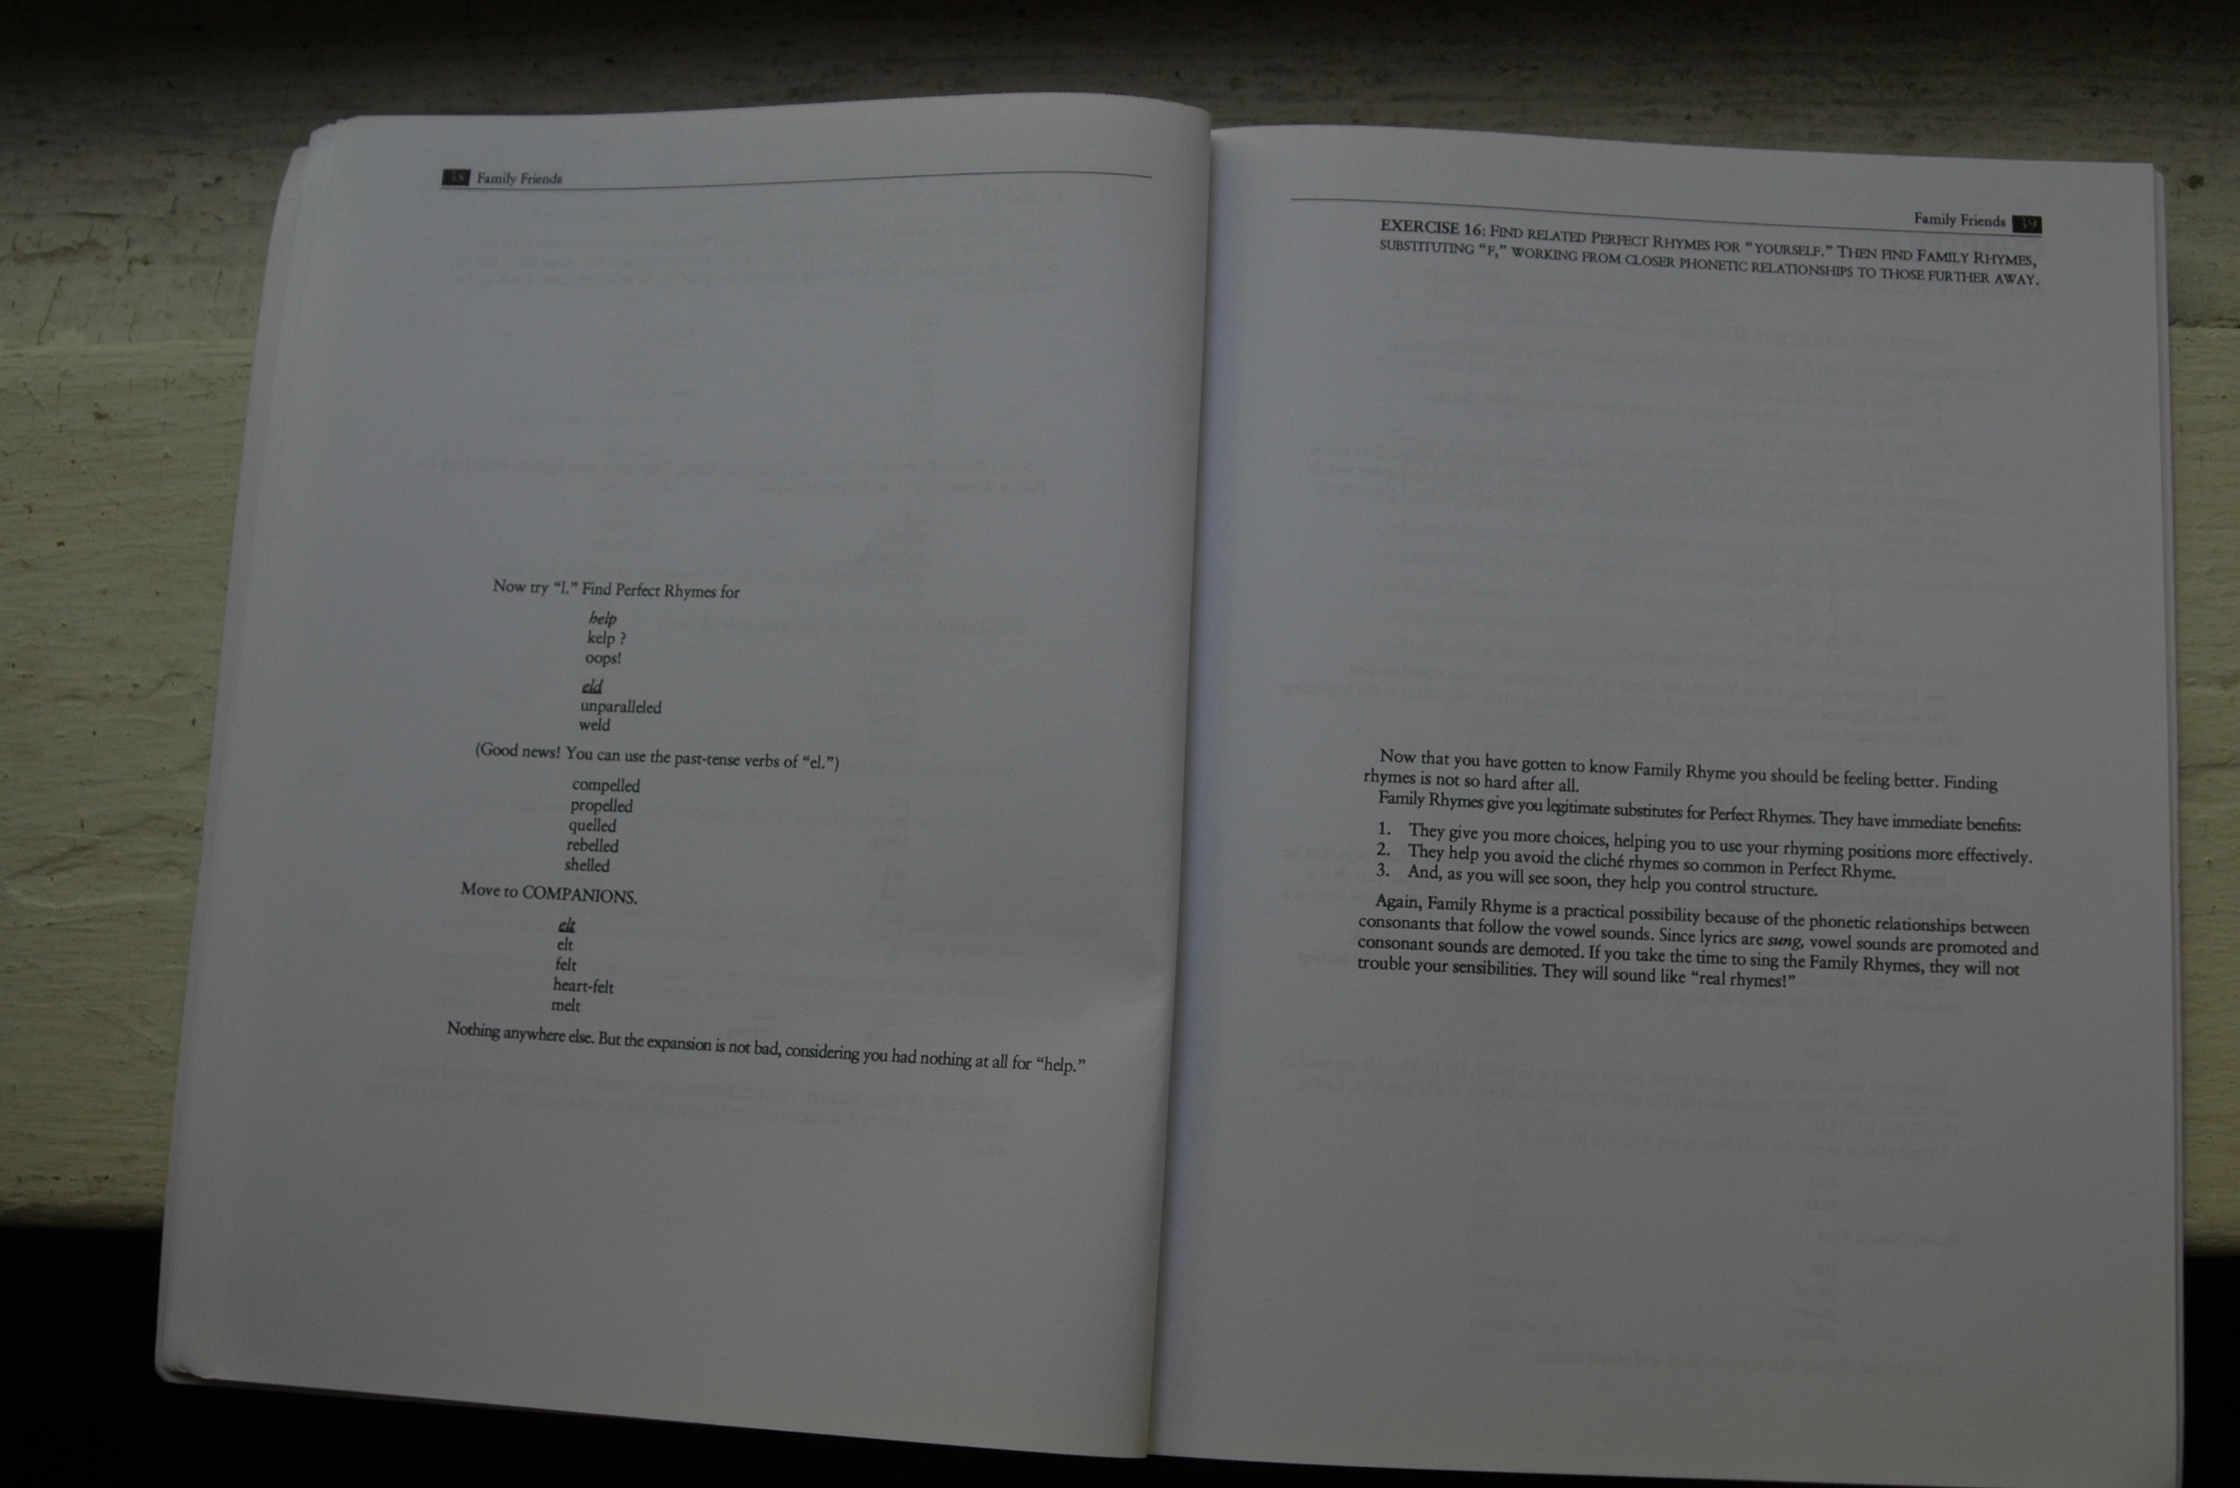 38 Family Friends
Now try “l.” Find Perfect Rhymes for
help
kelp ?
oops!
eld
unparalleled
weld
(Good news! You can use the past-tense verbs of “el.”)
compelled
propelled
quelled
rebelled
shelled
Move to COMPANIONS.
elt
elt
felt
heart-felt
melt
Nothing anywhere else. But the expansion is not bad, considering you had nothing at all for “help.”
Family Friends 39
EXERCISE 16: FIND RELATED PERFECT RHYMES FOR “YOURSELF.” THEN FIND FAMILY RHYMES,
SUBSTITUTING “F,” WORKING FROM CLOSER PHONETIC RELATIONSHIPS TO THOSE FURTHER AWAY.
Now that you have gotten to know Family Rhyme you should be feeling better. Finding
rhymes is not so hard after all.
Family Rhymes give you legitimate substitutes for Perfect Rhymes. They have immediate benefits:
1. They give you more choices, helping you to use your rhyming positions more effectively.
2. They help you avoid the cliché rhymes so common in Perfect Rhyme.
3. And, as you will see soon, they help you control structure.
Again, Family Rhyme is a practical possibility because of the phonetic relationships between
consonants that follow the vowel sounds. Since lyrics are sung, vowel sounds are promoted and
consonant sounds are demoted. If you take the time to sing the Family Rhymes, they will not
trouble your sensibilities. They will sound like “real rhymes!”